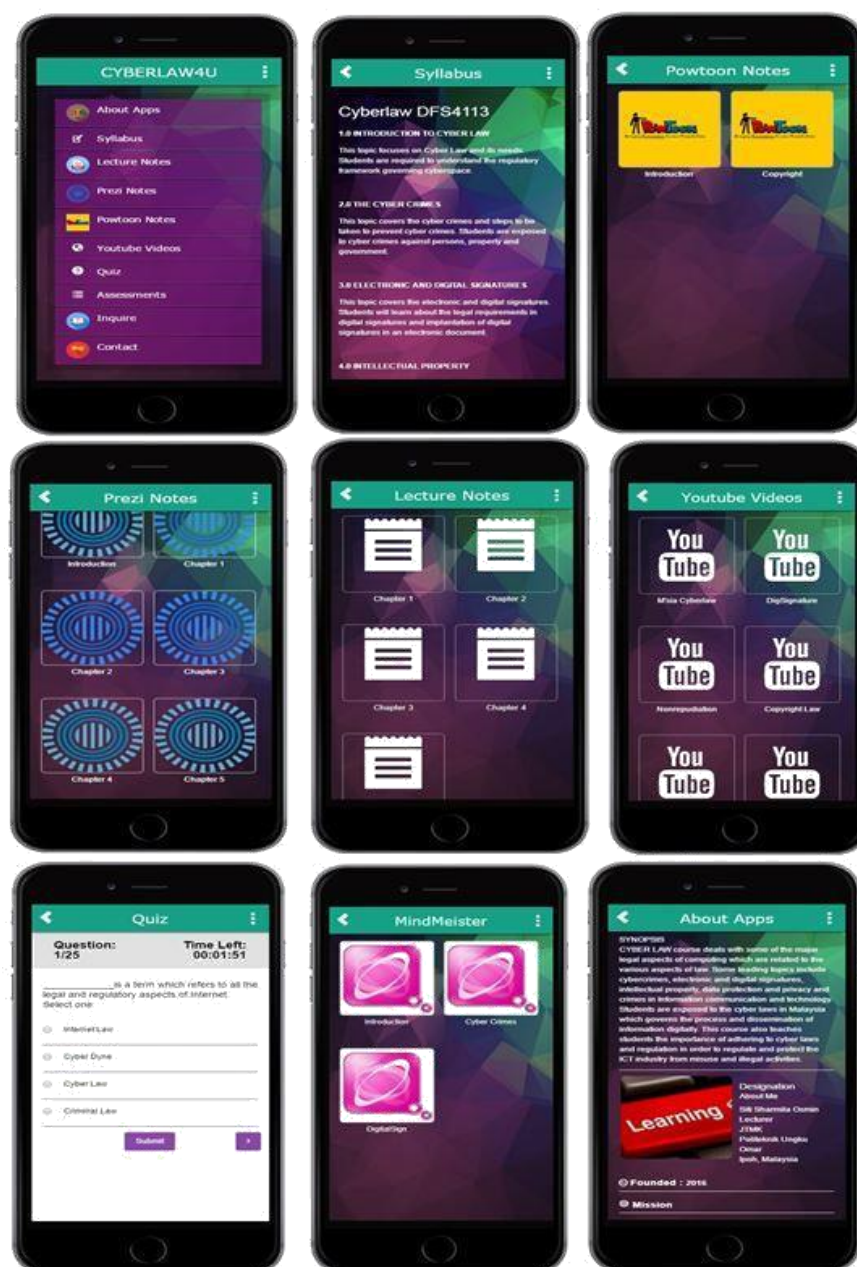 CYBERLAW4U
About Apps
Syllabus
Lecture Notes
Prezi Notes
Powtoon Notes
Youtube Videos
Quiz
Assessments
Inquire
Contact
Syllabus
Cyberlaw DFS4113
1.0 INTRODUCTION TO CYBER LAW
This topic focuses on Cyber Law and its needs.
Students are required to understand the regulatory
framework governing cyberspace.
2.0 THE CYBER CRIMES
This topic covers the cyber crimes and steps to be
taken to prevent cyber crimes. Students are exposed
to cyber crimes against persons, property and
government.
3.0 ELECTRONIC AND DIGITAL SIGNATURES
This topic covers the electronic and digital signatures.
Students will learn about the legal requirements in
digital signatures and implantation of digital
signatures in an electronic document.
4.0 INTELLECTUAL PROPERTY
Powtoon Notes
PowToon
PowToon
Introduction
Copyright
Prezi Notes
Introduction
Chapter 1
Chapter 2
Chapter 3
Chapter 4
Chapter 5
Lecture Notes
Chapter 1
Chapter 2
Chapter 3
Chapter 4
Youtube Videos
You Tube
You Tube
M'sia Cyberlaw
DigSignature
You Tube
You Tube
Nonrepudiation
Copyright Law
You Tube
You Tube
Quiz
Question: 1/25
Time Left: 00:01:51
____________is a term which refers to all the
legal and regulatory aspects of Internet.
Select one
Internet Law
Cyber Dyne
Cyber Law
Criminal Law
Submit
>
MindMeister
Introduction
Cyber Crimes
DigitalSign
About Apps
SYNOPSIS
CYBER LAW course deals with some of the major
legal aspects of computing which are related to the
various aspects of law. Some leading topics include
cybercrimes, electronic and digital signatures,
intellectual property, data protection and privacy and
crimes in information communication and technology.
Students are exposed to the cyber laws in Malaysia
which governs the process and dissemination of
information digitally. This course also teaches
students the importance of adhering to cyber laws
and regulation in order to regulate and protect the
ICT industry from misuse and illegal activities.
Learning
Designation
About Me
Siti Sharmila Osmin
Lecturer
JTMK
Politeknik Ungku
Omar
Ipoh, Malaysia
Founded : 2016
Mission